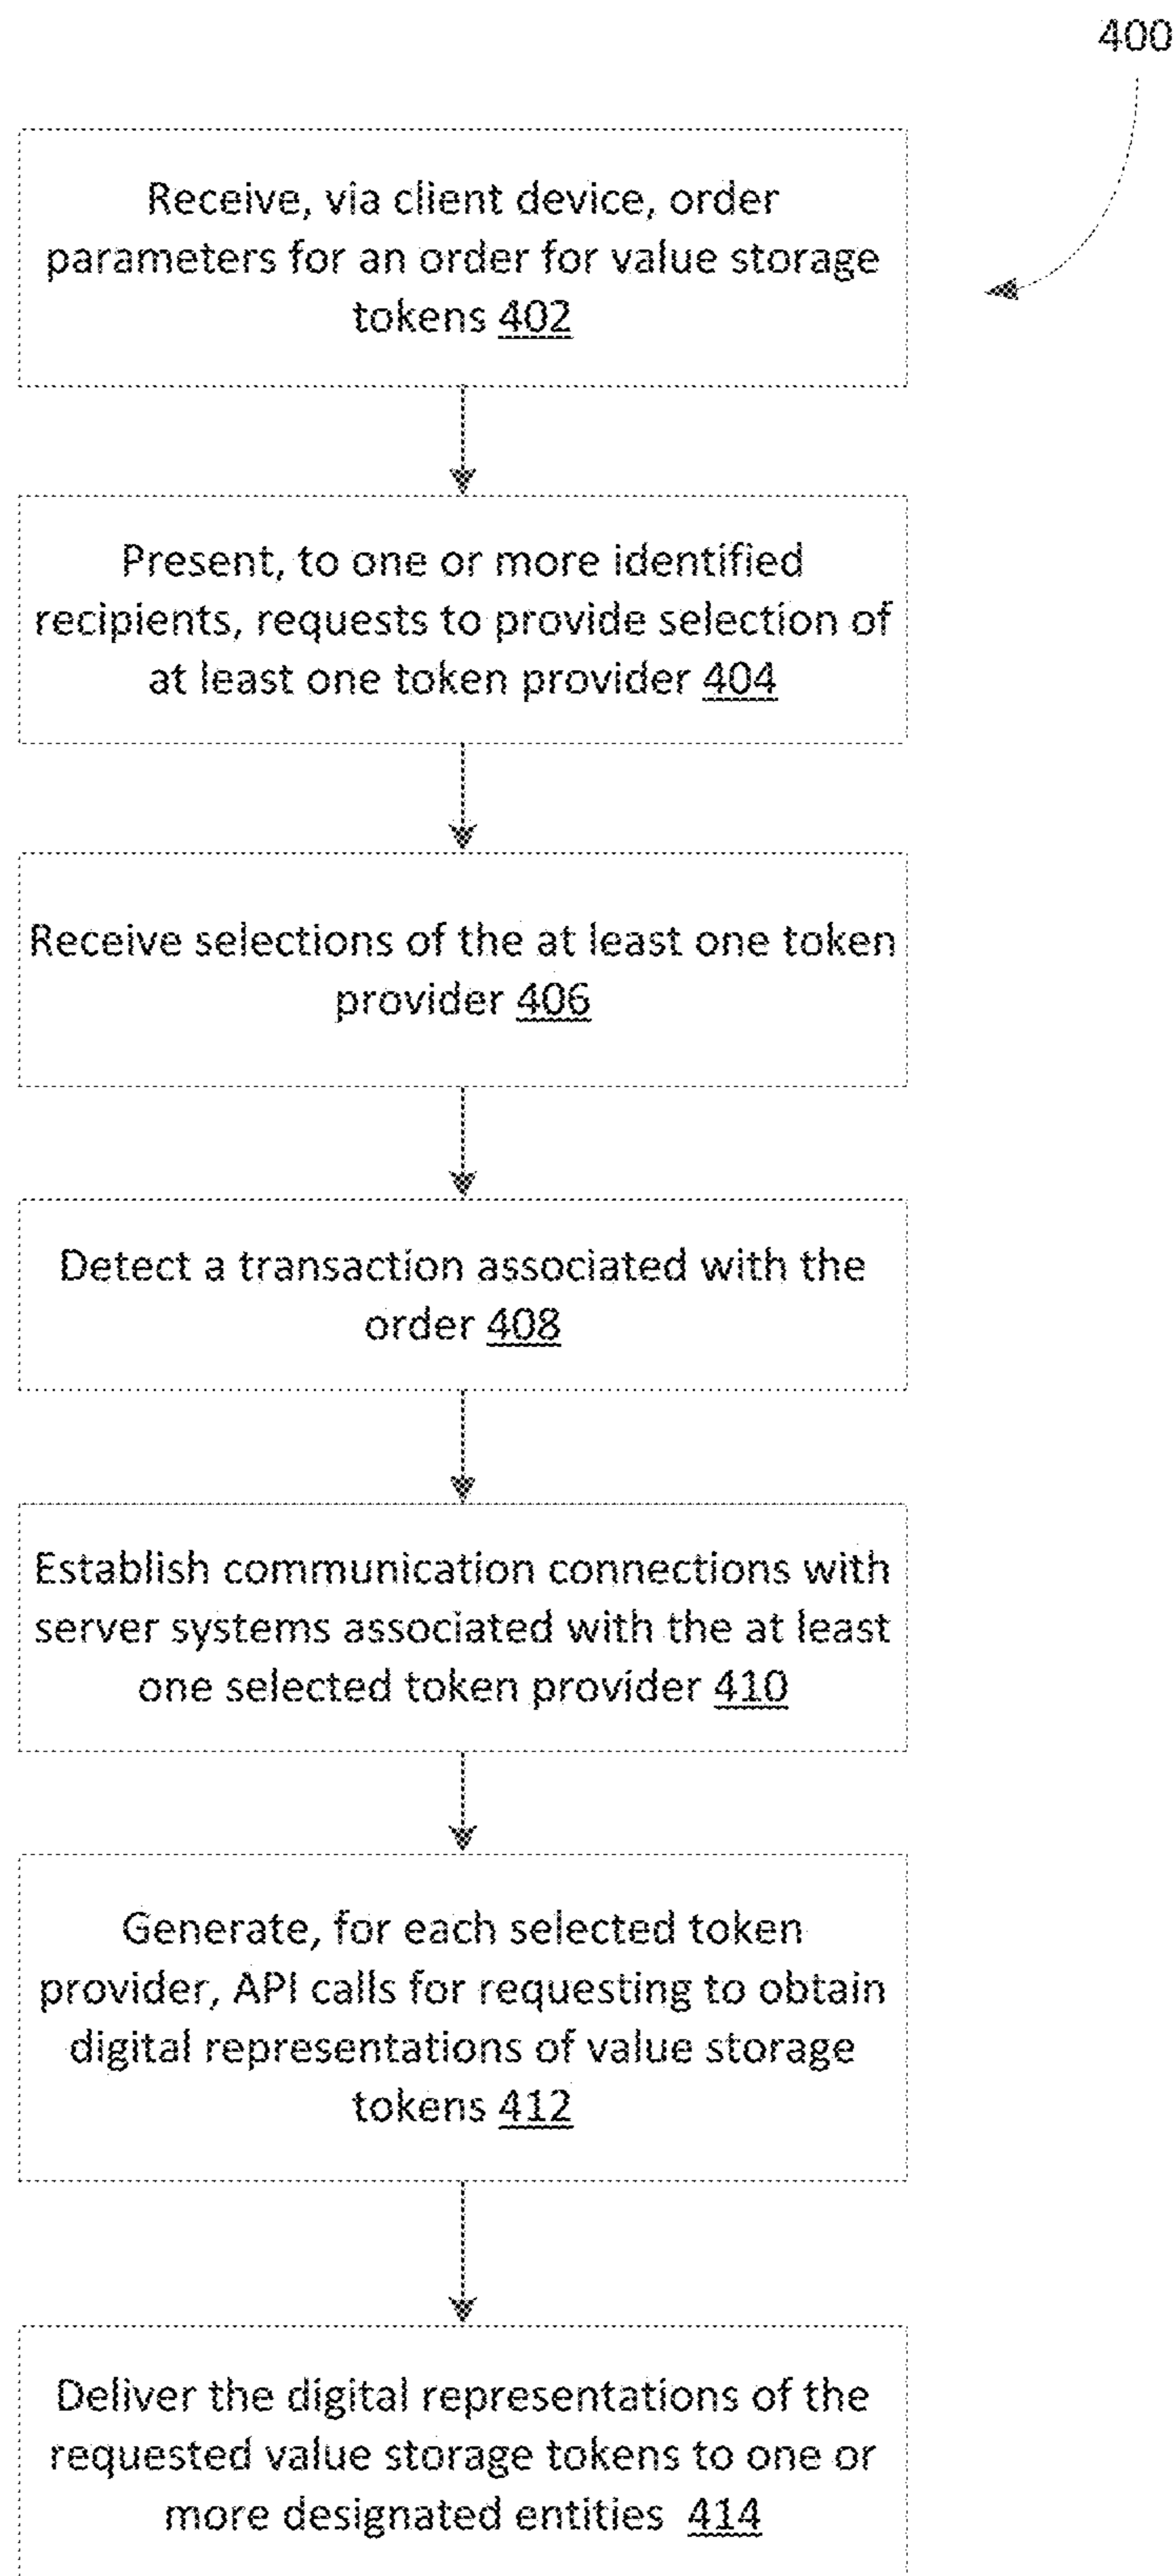 400
Receive, via client device, order
parameters for an order for value storage
tokens 402
Present, to one or more identified
recipients, requests to provide selection of
at least one token provider 404
Receive selections of the at least one token
provider 406
Detect a transaction associated with the
order 408
Establish communication connections with
server systems associated with the at least
one selected token provider 410
Generate, for each selected token
provider, API calls for requesting to obtain
digital representations of value storage
tokens 412
Deliver the digital representations of the
requested value storage tokens to one or
more designated entities 414